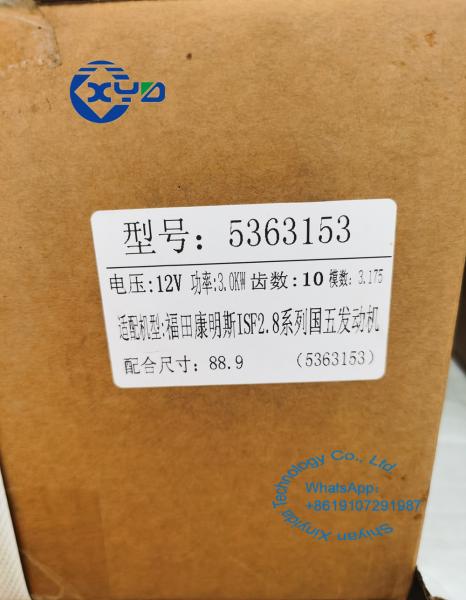 XYD
型号: 5363153
电压:12V 功率:3.0KW 齿数:10 模数:3.175
适配机型:福田康明斯ISF2.8系列国五发动机
配合尺寸: 88.9 (5363153)
Shiyan Xinyida Technology Co., Ltd
WhatsApp:
+8619107291987